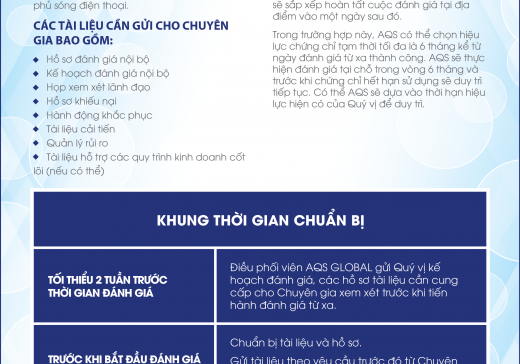 phủ sóng điện thoại.
CÁC TÀI LIỆU CẦN GỬI CHO CHUYÊN
GIA BAO GỒM:
Hồ sơ đánh giá nội bộ
Kế hoạch đánh giá nội bộ
Họp xem xét lãnh đạo
Hồ sơ khiếu nại
Hành động khắc phục
Tài liệu cải tiến
Quản lý rủi ro
Tài liệu hỗ trợ các quy trình kinh doanh cốt
lõi (nếu có thể)
sẽ sắp xếp hoàn tất cuộc đánh giá tại địa
điểm vào một ngày sau đó.
Trong trường hợp này, AQS có thể chọn hiệu
lực chứng chỉ tạm thời tối đa là 6 tháng kể từ
ngày đánh giá từ xa thành công. AQS sẽ thực
hiện đánh giá tại chỗ trong vòng 6 tháng và
trước khi chứng chỉ hết hạn sử dụng sẽ duy trì
tiếp tục. Có thể AQS sẽ dựa vào thời hạn hiệu
lực hiện có của Quý vị để duy trì.
KHUNG THỜI GIAN CHUẨN BỊ
TỐI THIỂU 2 TUẦN TRƯỚC
THỜI GIAN ĐÁNH GIÁ
Điều phối viên AQS GLOBAL gửi Quý vị kế
hoạch đánh giá, các hồ sơ tài liệu cần cung
cấp cho Chuyên gia xem xét trước khi tiến
hành đánh giá từ xa.
TRƯỚC KHI BẮT ĐẦU ĐÁNH GIÁ
Chuẩn bị tài liệu và hồ sơ.
Gửi tài liệu theo yêu cầu trước đó từ Chuyên